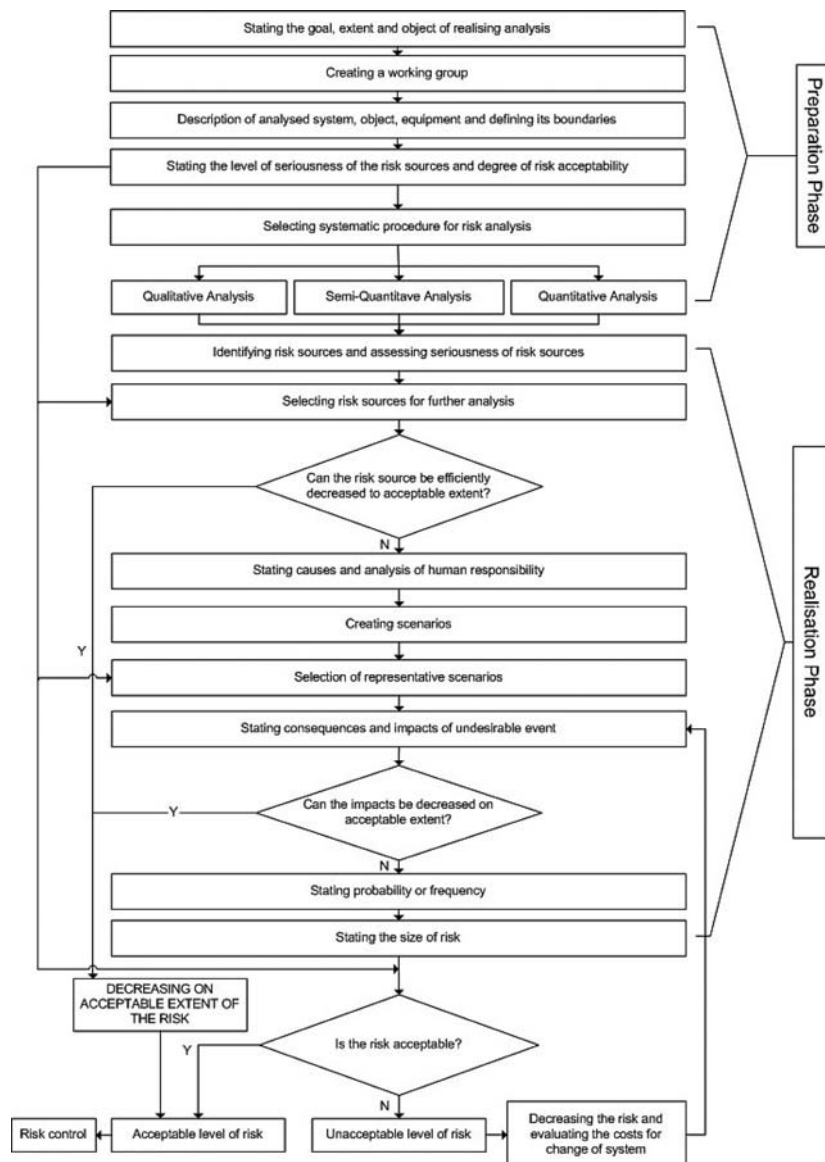 Stating the goal, extent and object of realising analysis
Creating a working group
Description of analysed system, object, equipment and defining its boundaries
Stating the level of seriousness of the risk sources and degree of risk acceptability
Selecting systematic procedure for risk analysis
Qualitative Analysis
Semi-Quantitave Analysis
Quantitative Analysis
Preparation Phase
Identifying risk sources and assessing seriousness of risk sources
Selecting risk sources for further analysis
Can the risk source be efficiently
decreased to acceptable extent?
N
Stating causes and analysis of human responsibility
Creating scenarios
Y
Selection of representative scenarios
Stating consequences and impacts of undesirable event
Can the impacts be decreased on
acceptable extent?
Y
N
Stating probability or frequency
Stating the size of risk
Realisation Phase
DECREASING ON
ACCEPTABLE EXTENT OF
THE RISK
Is the risk acceptable?
Y
N
Risk control
Acceptable level of risk
Unacceptable level of risk
Decreasing the risk and
evaluating the costs for
change of system